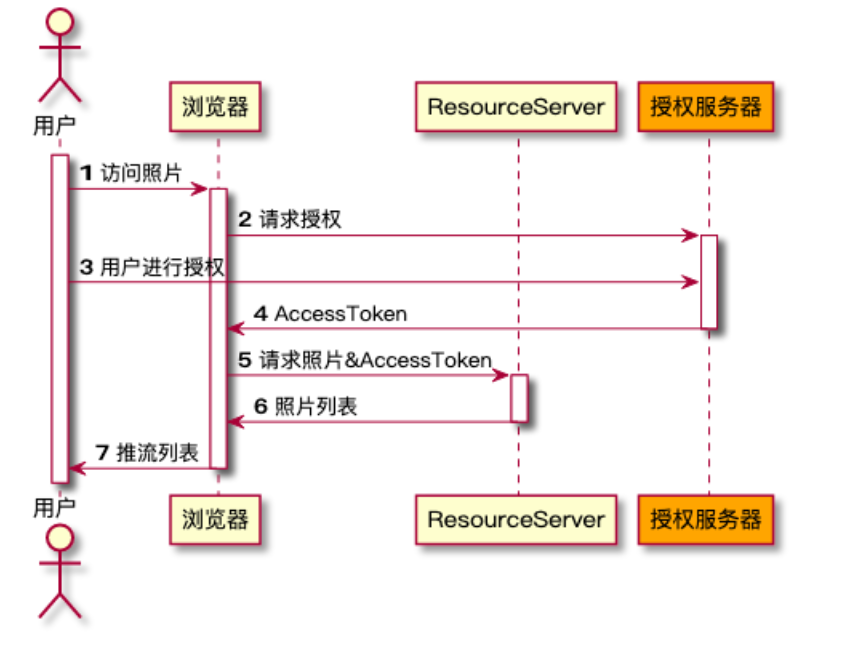 用户
浏览器
ResourceServer
授权服务器
1 访问照片
2 请求授权
3 用户进行授权
4 AccessToken
5 请求照片&AccessToken
6 照片列表
7 推流列表
用户
浏览器
ResourceServer
授权服务器